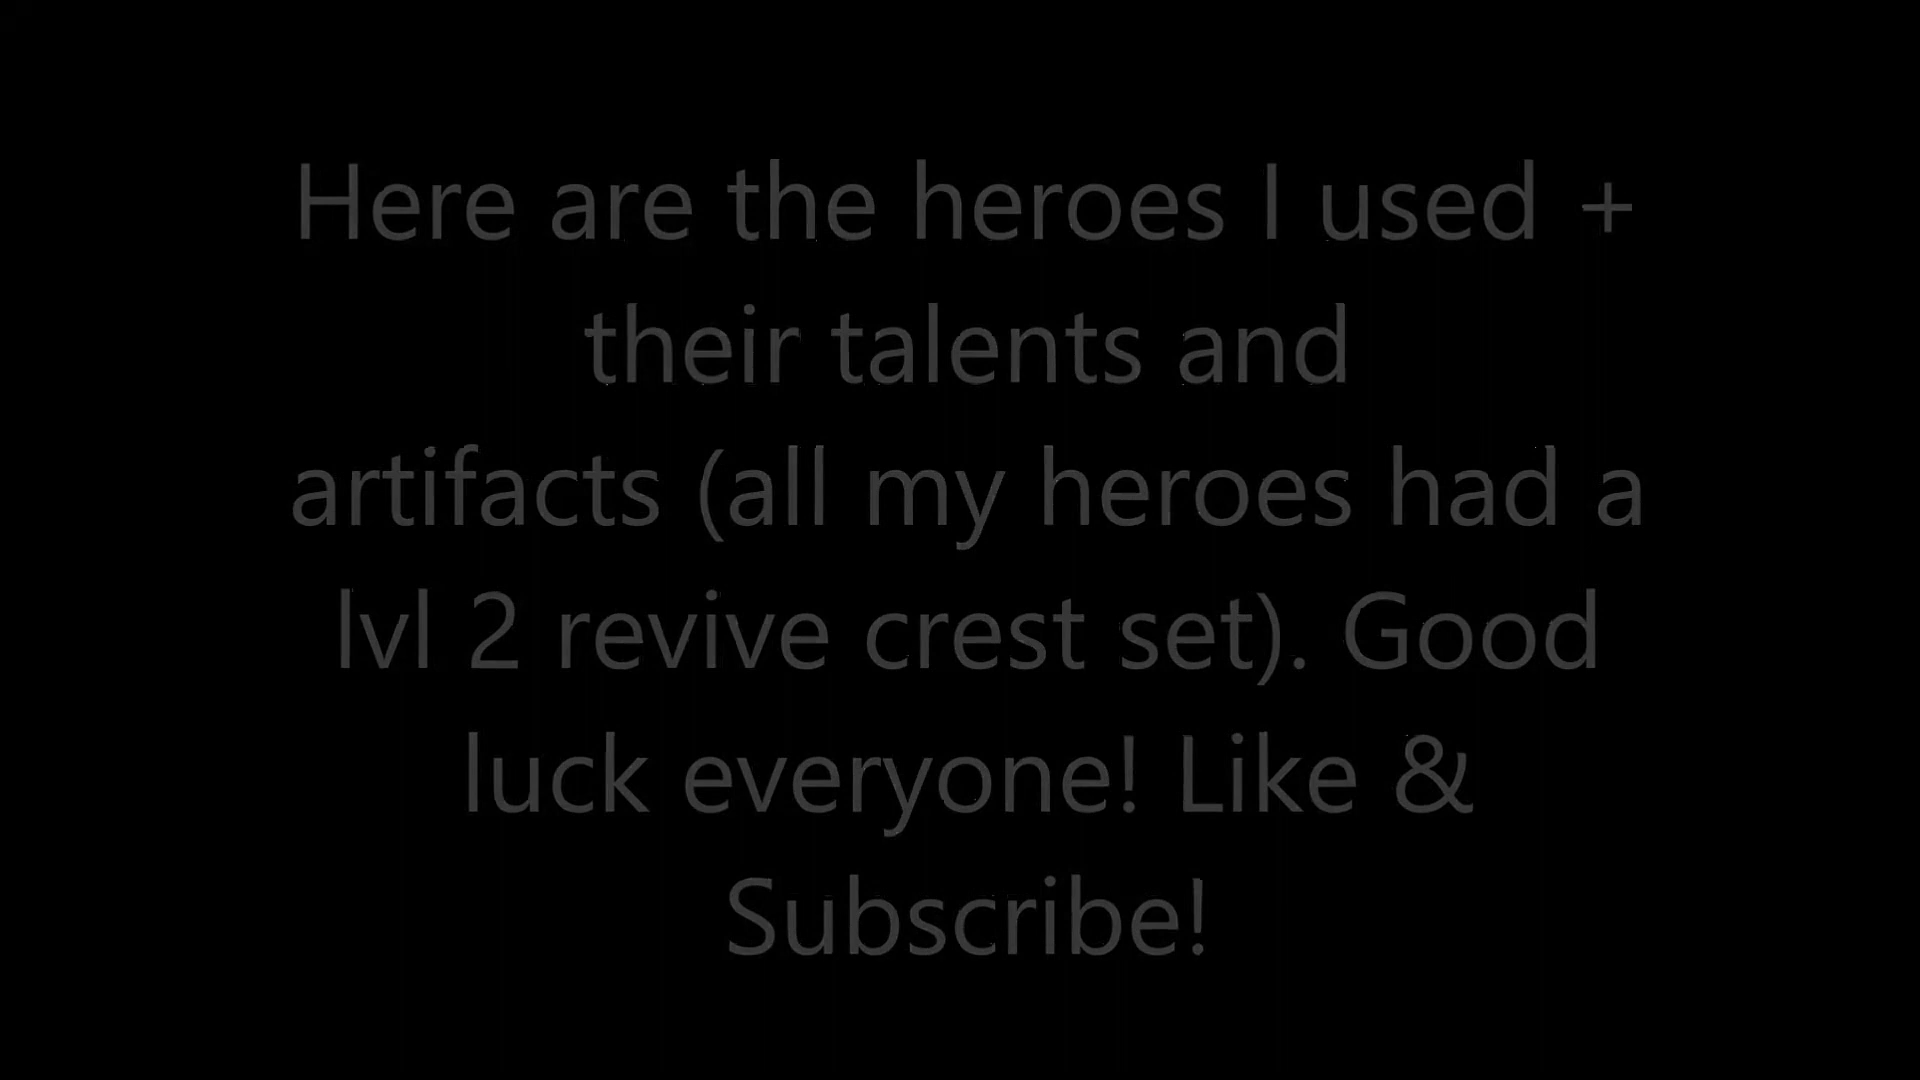 Here are the heroes I used +
their talents and
artifacts (all my heroes had a
lvl 2 revive crest set). Good
luck everyone! Like &
Subscribe!